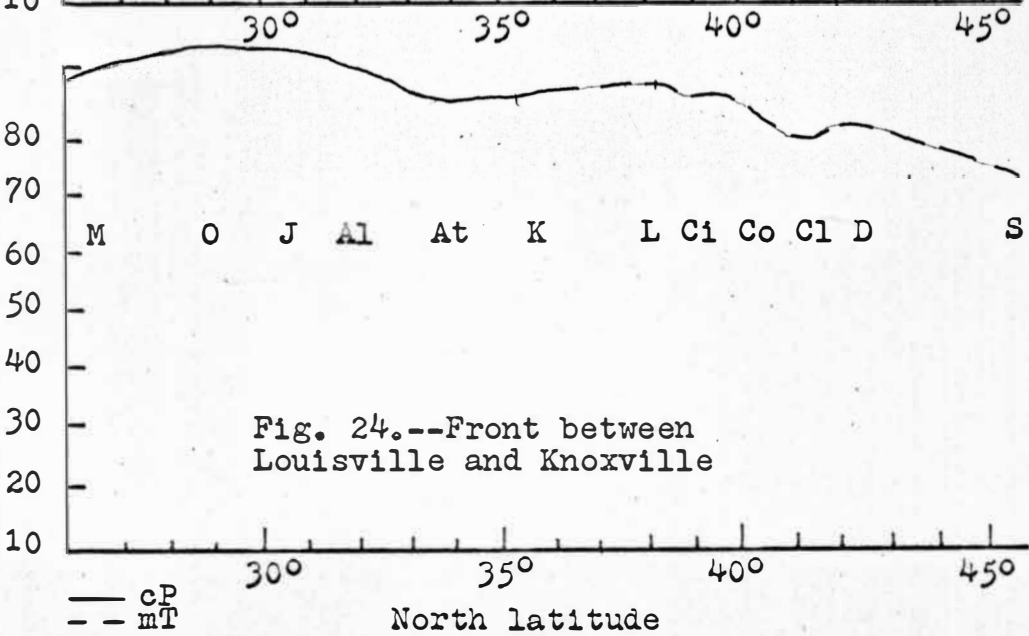 10
30° 35° 40° 45°
80
70
M O J Al At K L Ci Co Cl D S
60
50
40
30
Fig. 24.--Front between
Louisville and Knoxville
20
10
30° 35° 40° 45°
cP
mT
North latitude